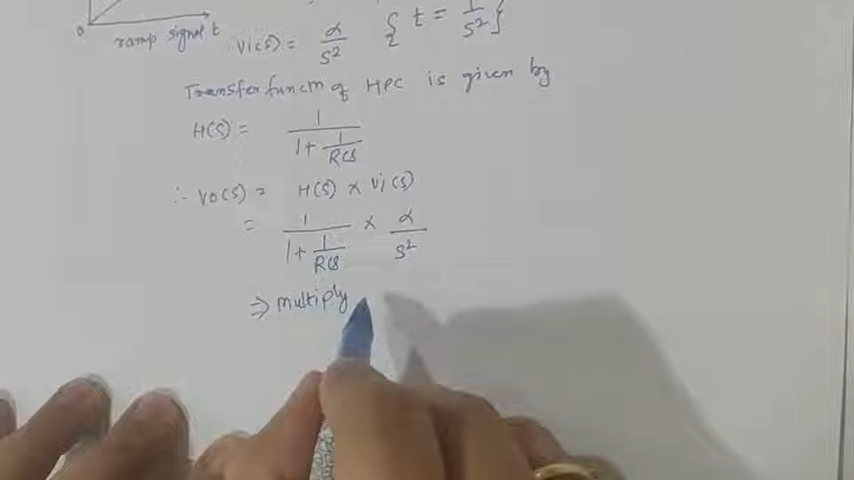 0
ramp signal t
Vi(s) = α/s² { t = 1/s² }
Transfer functn of HPC is given by
H(s) = 1/(1+1/RCS)
∴ Vo(s) = H(s) × Vi(s)
= 1/(1+1/RCS) × α/s²
⇒ multiply